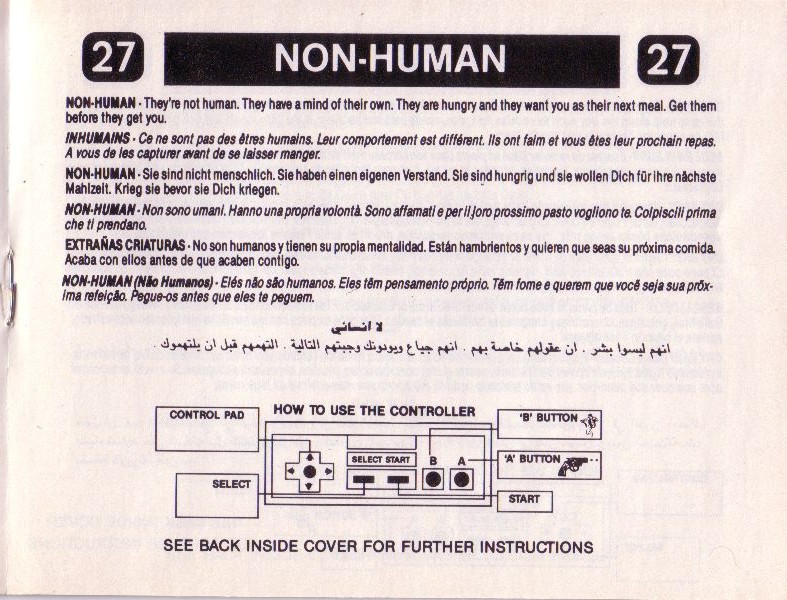 27 NON-HUMAN 27
NON-HUMAN - They're not human. They have a mind of their own. They are hungry and they want you as their next meal. Get them
before they get you.
INHUMAINS - Ce ne sont pas des êtres humains. Leur comportement est différent. Ils ont faim et vous êtes leur prochain repas.
A vous de les capturer avant de se laisser manger.
NON-HUMAN - Sie sind nicht menschlich. Sie haben einen eigenen Verstand. Sie sind hungrig und sie wollen Dich für ihre nächste
Mahlzeit. Krieg sie bevor sie Dich kriegen.
NON-HUMAN - Non sono umani. Hanno una propria volontà. Sono affamati e per il loro prossimo pasto vogliono te. Colpiscili prima
che ti prendano.
EXTRAÑAS CRIATURAS - No son humanos y tienen su propia mentalidad. Están hambrientos y quieren que seas su próxima comida.
Acaba con ellos antes de que acaben contigo.
NON-HUMAN (Não Humanos) - Elés não são humanos. Eles têm pensamento próprio. Têm fome e querem que você seja sua próx-
ima refeição. Pegue-os antes que eles te peguem.
لا انساني
انهم ليسوا بشر . ان عقولهم خاصة بهم . انهم جياع ويودونك وجبتهم التالية . التهمهم قبل ان يلتهموك .
HOW TO USE THE CONTROLLER
CONTROL PAD
'B' BUTTON
SELECT START B A
'A' BUTTON
SELECT
START
SEE BACK INSIDE COVER FOR FURTHER INSTRUCTIONS